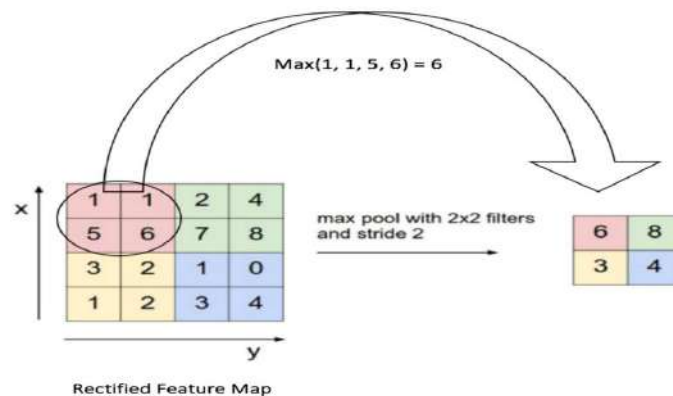 Max(1, 1, 5, 6) = 6
x
1 1 2 4
5 6 7 8
3 2 1 0
1 2 3 4
y
Rectified Feature Map
max pool with 2x2 filters
and stride 2
6 8
3 4